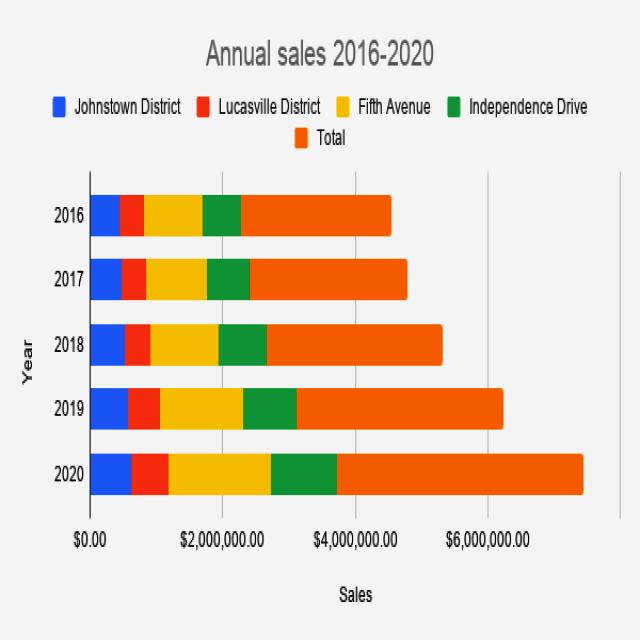 Annual sales 2016-2020
Johnstown District Lucasville District Fifth Avenue Independence Drive
Total
2016
2017
2018
2019
2020
Year
$0.00 $2,000,000.00 $4,000,000.00 $6,000,000.00
Sales